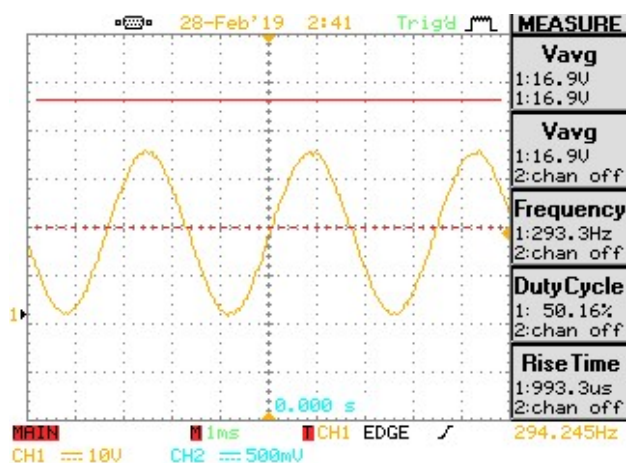 28-Feb'19 2:41 Trig'd MEASURE
Vavg
1:16.9V
1:16.9V
Vavg
1:16.9V
2:chan off
Frequency
1:293.3Hz
2:chan off
DutyCycle
1: 50.16%
2:chan off
RiseTime
1:993.3us
2:chan off
1
0.000 s
MAIN M 1ms T CH1 EDGE 294.245Hz
CH1 10V CH2 500mV